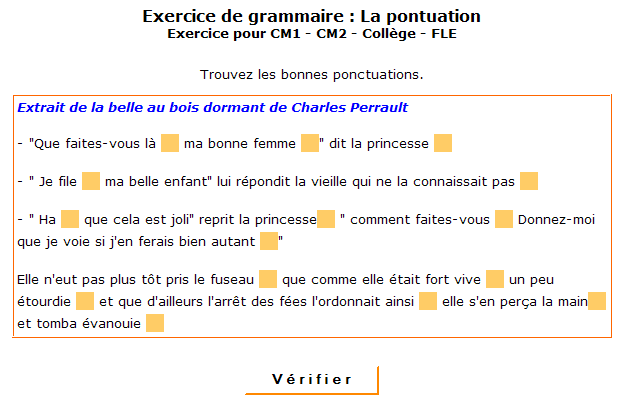 Exercice de grammaire : La pontuation
Exercice pour CM1 - CM2 - Collège - FLE
Trouvez les bonnes ponctuations.
Extrait de la belle au bois dormant de Charles Perrault
- "Que faites-vous là ma bonne femme " dit la princesse
- " Je file ma belle enfant" lui répondit la vieille qui ne la connaissait pas
- " Ha que cela est joli" reprit la princesse " comment faites-vous Donnez-moi
que je voie si j'en ferais bien autant "
Elle n'eut pas plus tôt pris le fuseau que comme elle était fort vive un peu
étourdie et que d'ailleurs l'arrêt des fées l'ordonnait ainsi elle s'en perça la main
et tomba évanouie
Vérifier